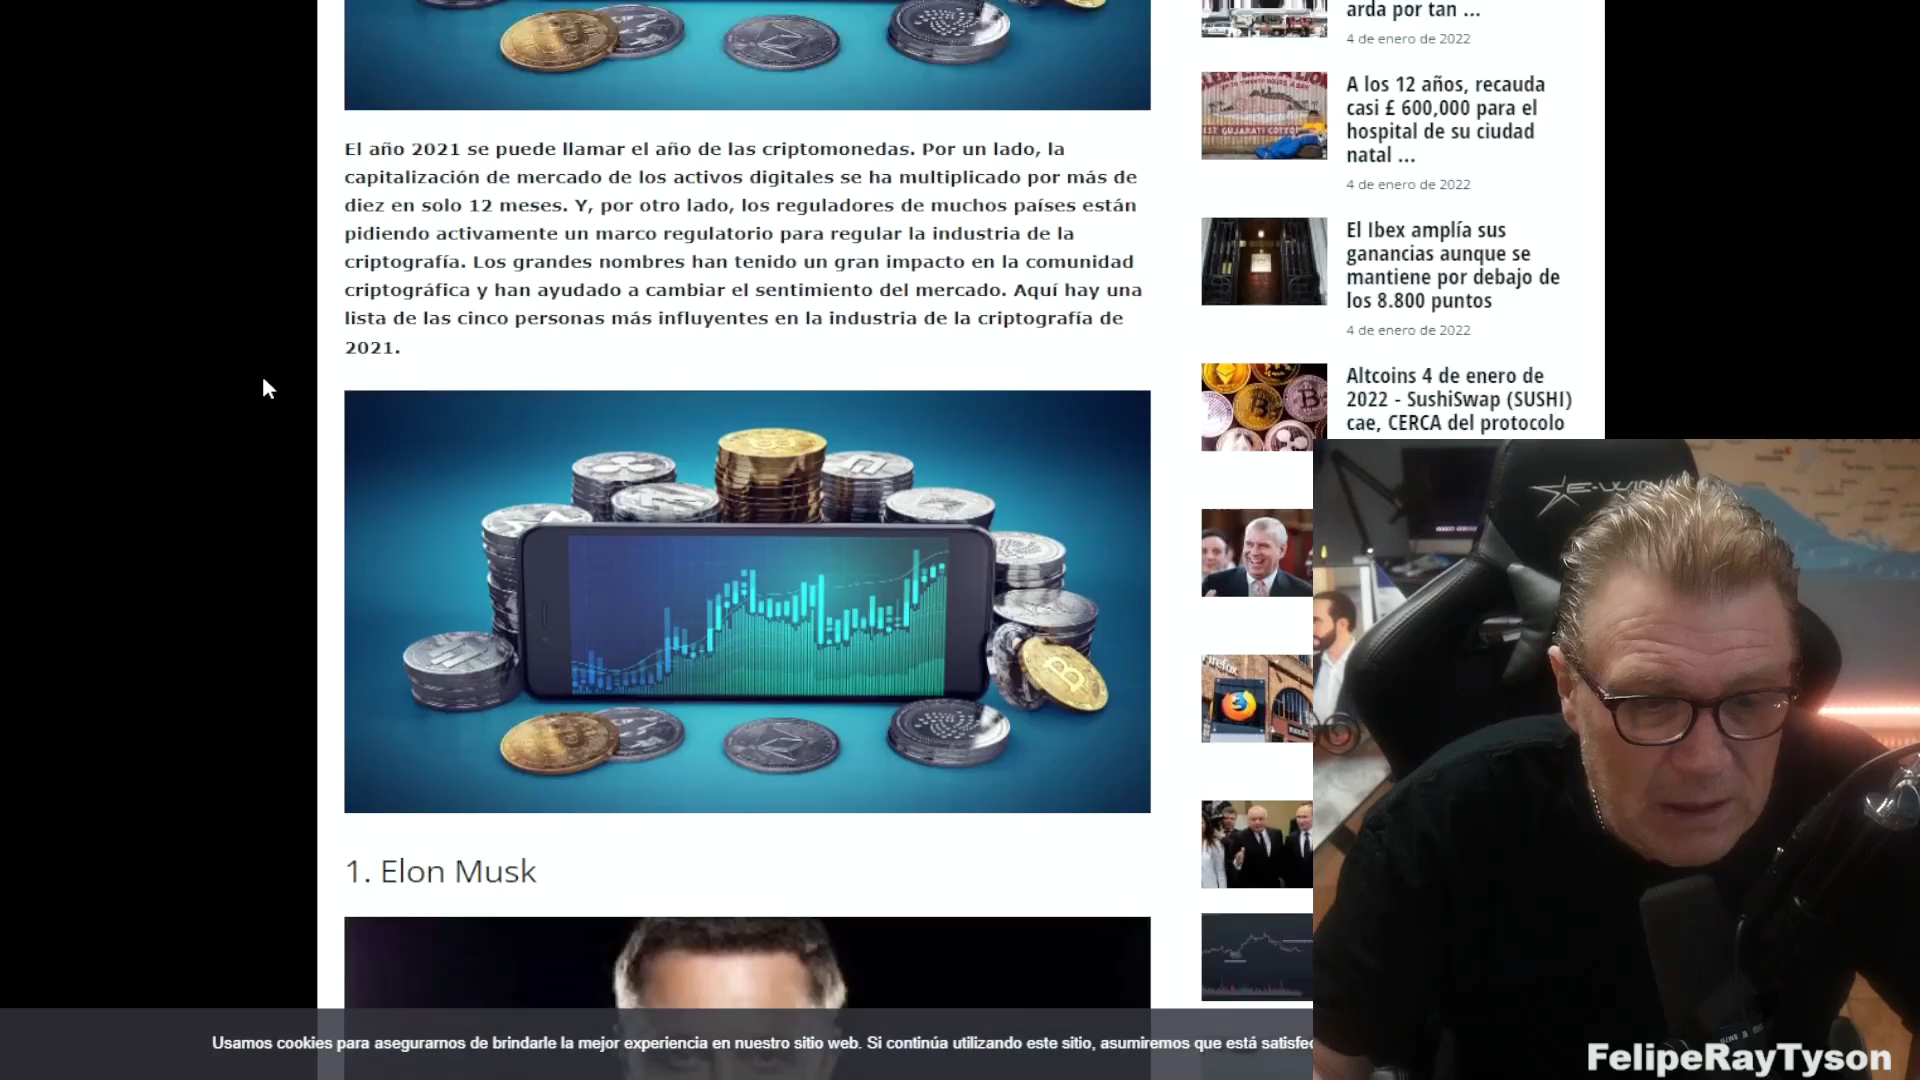 El año 2021 se puede llamar el año de las criptomonedas. Por un lado, la
capitalización de mercado de los activos digitales se ha multiplicado por más de
diez en solo 12 meses. Y, por otro lado, los reguladores de muchos países están
pidiendo activamente un marco regulatorio para regular la industria de la
criptografía. Los grandes nombres han tenido un gran impacto en la comunidad
criptográfica y han ayudado a cambiar el sentimiento del mercado. Aquí hay una
lista de las cinco personas más influyentes en la industria de la criptografía de
2021.
1. Elon Musk
arda por tan ...
4 de enero de 2022
A los 12 años, recauda
casi £ 600,000 para el
hospital de su ciudad
natal ...
4 de enero de 2022
El Ibex amplía sus
ganancias aunque se
mantiene por debajo de
los 8.800 puntos
4 de enero de 2022
Altcoins 4 de enero de
2022 - SushiSwap (SUSHI)
cae, CERCA del protocolo
Usamos cookies para asegurarnos de brindarle la mejor experiencia en nuestro sitio web. Si continúa utilizando este sitio, asumiremos que está
FelipeRayTyson